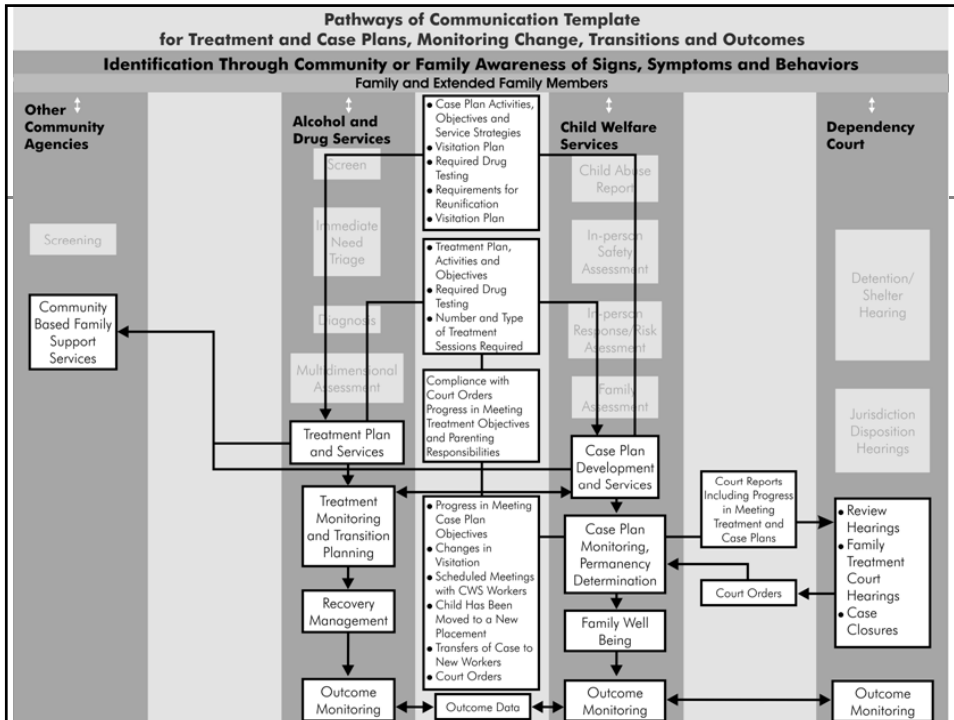 Pathways of Communication Template
for Treatment and Case Plans, Monitoring Change, Transitions and Outcomes
Identification Through Community or Family Awareness of Signs, Symptoms and Behaviors
Family and Extended Family Members
Other
Community
Agencies
Screening
Community
Based Family
Support
Services
Alcohol and
Drug Services
Screen
Immediate
Need
Triage
Diagnosis
Multidimensional
Assessment
Treatment Plan
and Services
Treatment
Monitoring
and Transition
Planning
Recovery
Management
Outcome
Monitoring
• Case Plan Activities,
Objectives and
Service Strategies
• Visitation Plan
• Required Drug
Testing
• Requirements for
Reunification
• Visitation Plan
• Treatment Plan,
Activities and
Objectives
• Required Drug
Testing
• Number and Type
of Treatment
Sessions Required
Compliance with
Court Orders
Progress in Meeting
Treatment Objectives
and Parenting
Responsibilities
• Progress in Meeting
Case Plan
Objectives
• Changes in
Visitation
• Scheduled Meetings
with CWS Workers
• Child Has Been
Moved to a New
Placement
• Transfers of Case to
New Workers
• Court Orders
Outcome Data
Child Welfare
Services
Child Abuse
Report
In-person
Safety
Assessment
In-person
Response/Risk
Assessment
Family
Assessment
Case Plan
Development
and Services
Case Plan
Monitoring,
Permanency
Determination
Family Well
Being
Outcome
Monitoring
Court Reports
Including Progress
in Meeting
Treatment and
Case Plans
Court Orders
Dependency
Court
Detention/
Shelter
Hearing
Jurisdiction
Disposition
Hearings
• Review
Hearings
• Family
Treatment
Court
Hearings
• Case
Closures
Outcome
Monitoring